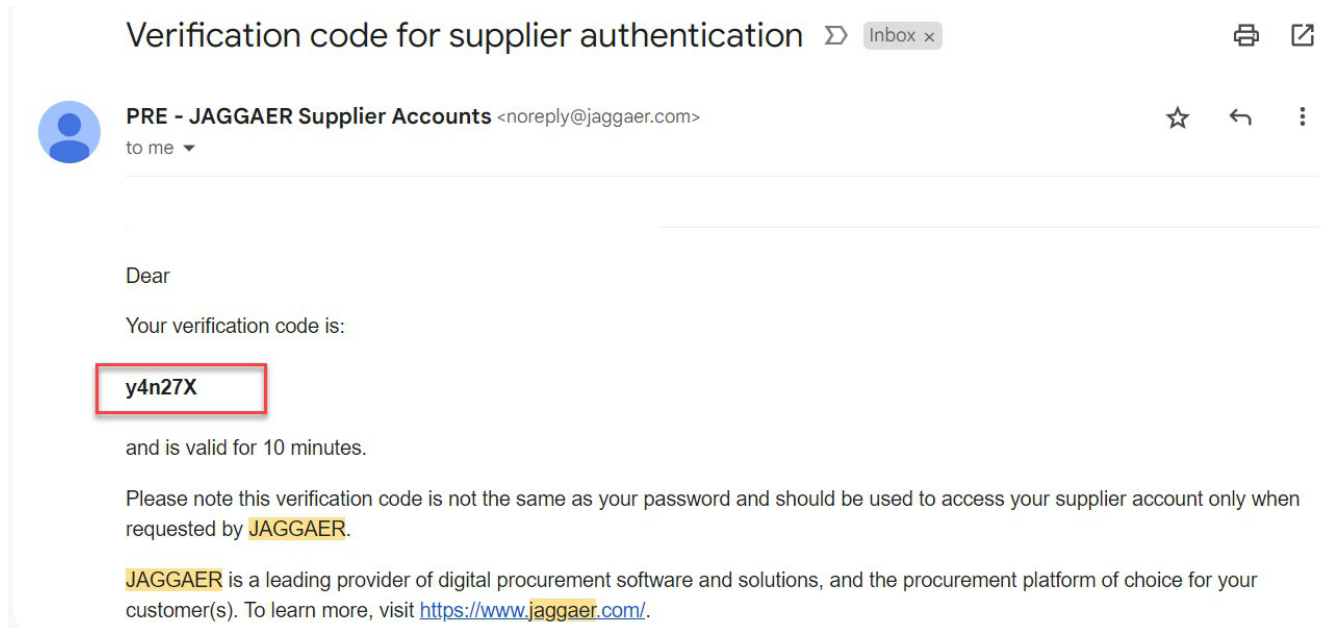 Verification code for supplier authentication Inbox ×
PRE - JAGGAER Supplier Accounts <noreply@jaggaer.com>
to me
Dear
Your verification code is:
y4n27X
and is valid for 10 minutes.
Please note this verification code is not the same as your password and should be used to access your supplier account only when
requested by JAGGAER.
JAGGAER is a leading provider of digital procurement software and solutions, and the procurement platform of choice for your
customer(s). To learn more, visit https://www.jaggaer.com/.